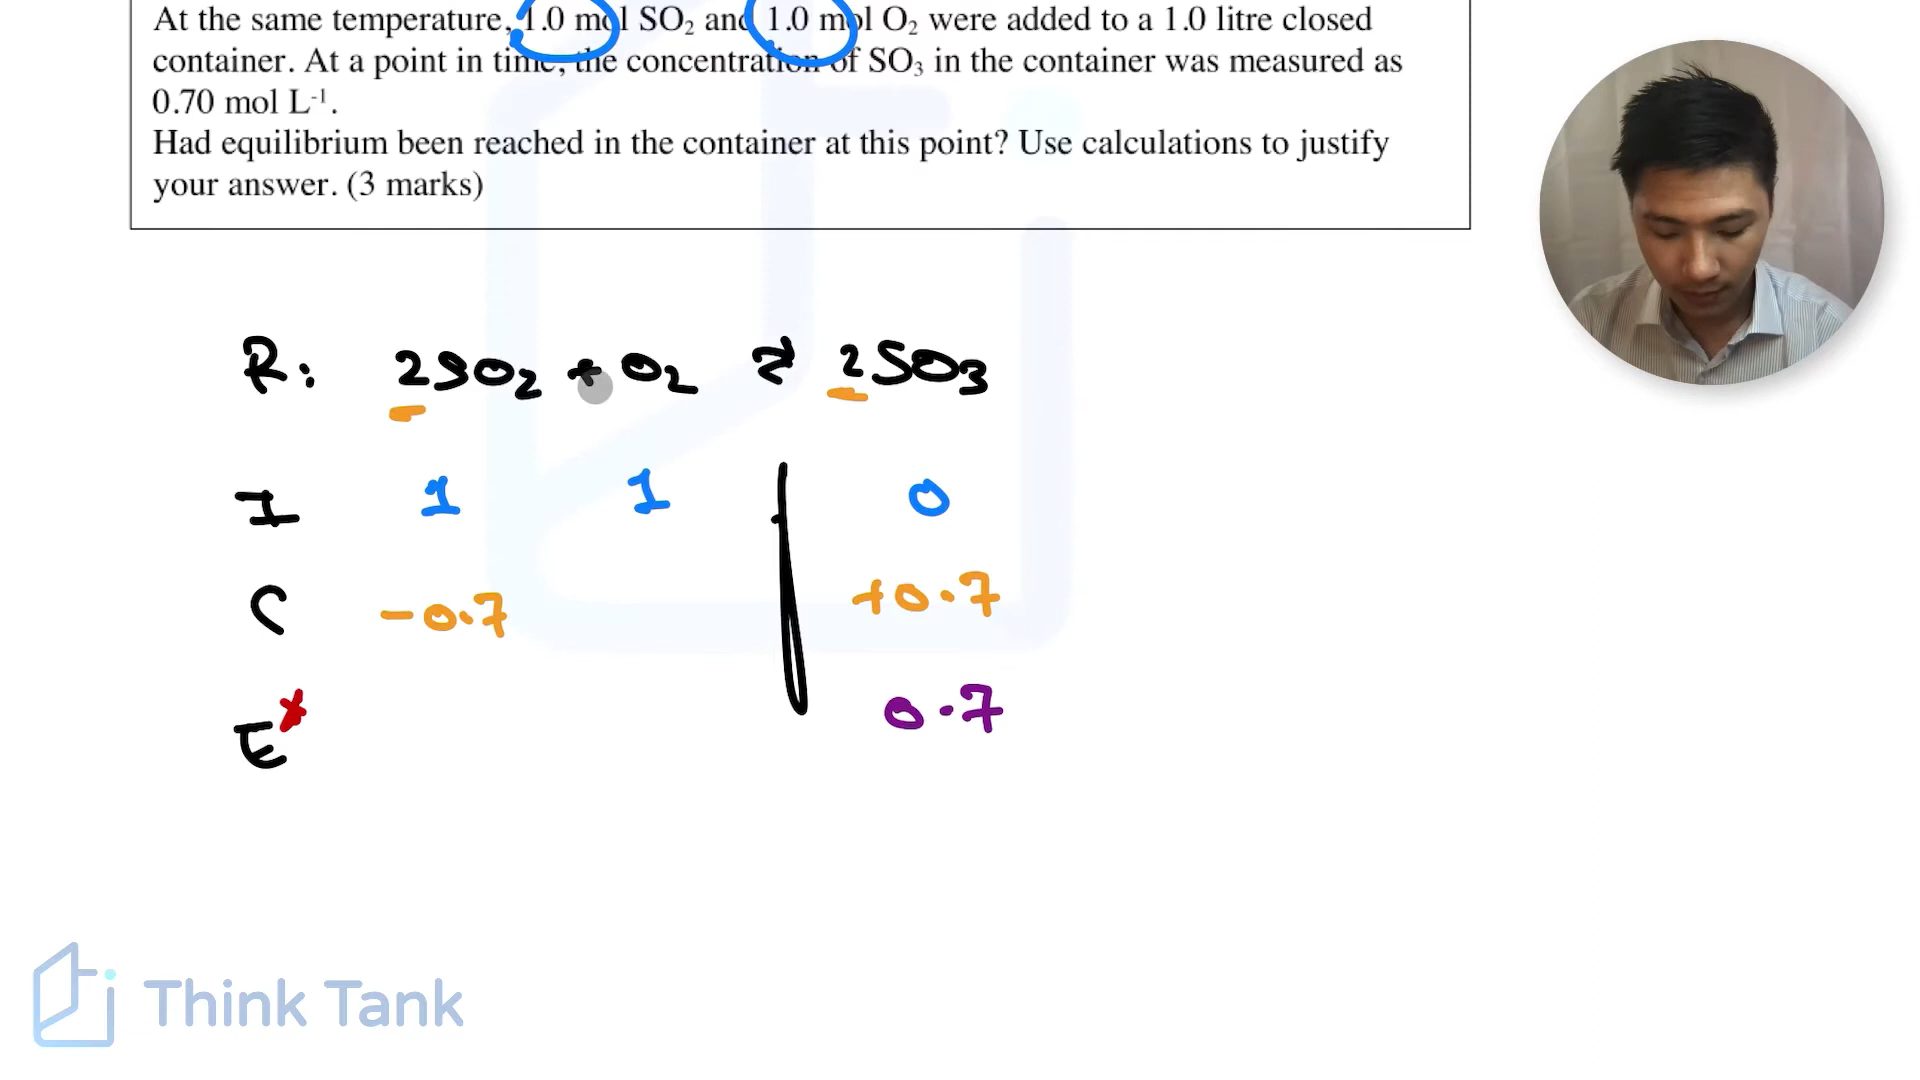 At the same temperature, 1.0 mol SO₂ and 1.0 mol O₂ were added to a 1.0 litre closed
container. At a point in time, the concentration of SO₃ in the container was measured as
0.70 mol L⁻¹.
Had equilibrium been reached in the container at this point? Use calculations to justify
your answer. (3 marks)
R: 2SO₂ + O₂ ⇌ 2SO₃
I 1 1 0
C -0.7 +0.7
E* 0.7
Think Tank